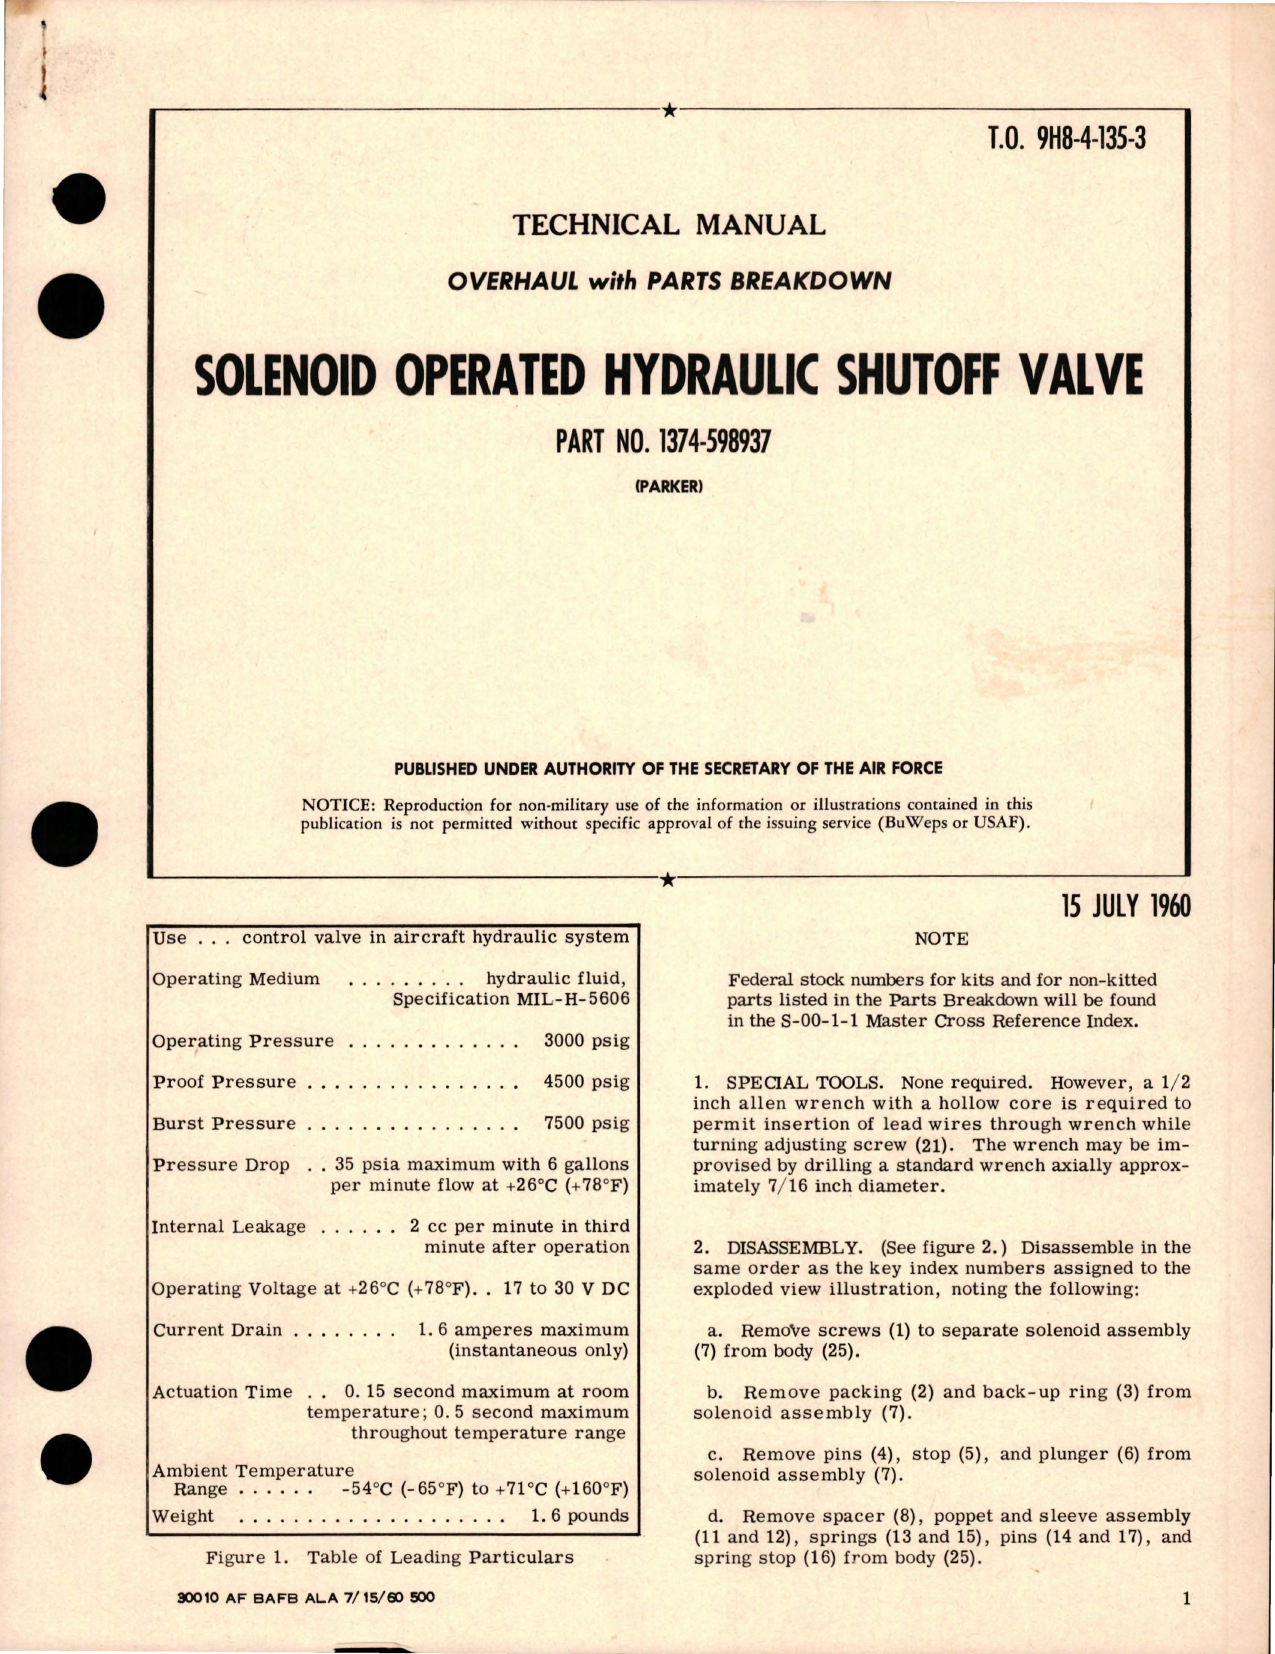 T.O. 9H8-4-135-3
TECHNICAL MANUAL
OVERHAUL with PARTS BREAKDOWN
SOLENOID OPERATED HYDRAULIC SHUTOFF VALVE
PART NO. 1374-598937
(PARKER)
PUBLISHED UNDER AUTHORITY OF THE SECRETARY OF THE AIR FORCE
NOTICE: Reproduction for non-military use of the information or illustrations contained in this
publication is not permitted without specific approval of the issuing service (BuWeps or USAF).
15 JULY 1960
Use . . . control valve in aircraft hydraulic system
Operating Medium . . . . . . . . . hydraulic fluid,
Specification MIL-H-5606
Operating Pressure . . . . . . . . . . . . . 3000 psig
Proof Pressure . . . . . . . . . . . . . . . . 4500 psig
Burst Pressure . . . . . . . . . . . . . . . . 7500 psig
Pressure Drop . . 35 psia maximum with 6 gallons
per minute flow at +26°C (+78°F)
Internal Leakage . . . . . . 2 cc per minute in third
minute after operation
Operating Voltage at +26°C (+78°F). . 17 to 30 V DC
Current Drain . . . . . . . . 1.6 amperes maximum
(instantaneous only)
Actuation Time . . 0.15 second maximum at room
temperature; 0.5 second maximum
throughout temperature range
Ambient Temperature
Range . . . . . . -54°C (-65°F) to +71°C (+160°F)
Weight . . . . . . . . . . . . . . . . . . . . 1.6 pounds
Figure 1. Table of Leading Particulars
NOTE
Federal stock numbers for kits and for non-kitted
parts listed in the Parts Breakdown will be found
in the S-00-1-1 Master Cross Reference Index.
1. SPECIAL TOOLS. None required. However, a 1/2
inch allen wrench with a hollow core is required to
permit insertion of lead wires through wrench while
turning adjusting screw (21). The wrench may be im-
provised by drilling a standard wrench axially approx-
imately 7/16 inch diameter.
2. DISASSEMBLY. (See figure 2.) Disassemble in the
same order as the key index numbers assigned to the
exploded view illustration, noting the following:
a. Remove screws (1) to separate solenoid assembly
(7) from body (25).
b. Remove packing (2) and back-up ring (3) from
solenoid assembly (7).
c. Remove pins (4), stop (5), and plunger (6) from
solenoid assembly (7).
d. Remove spacer (8), poppet and sleeve assembly
(11 and 12), springs (13 and 15), pins (14 and 17), and
spring stop (16) from body (25).
30010 AF BAFB ALA 7/15/60 500
1